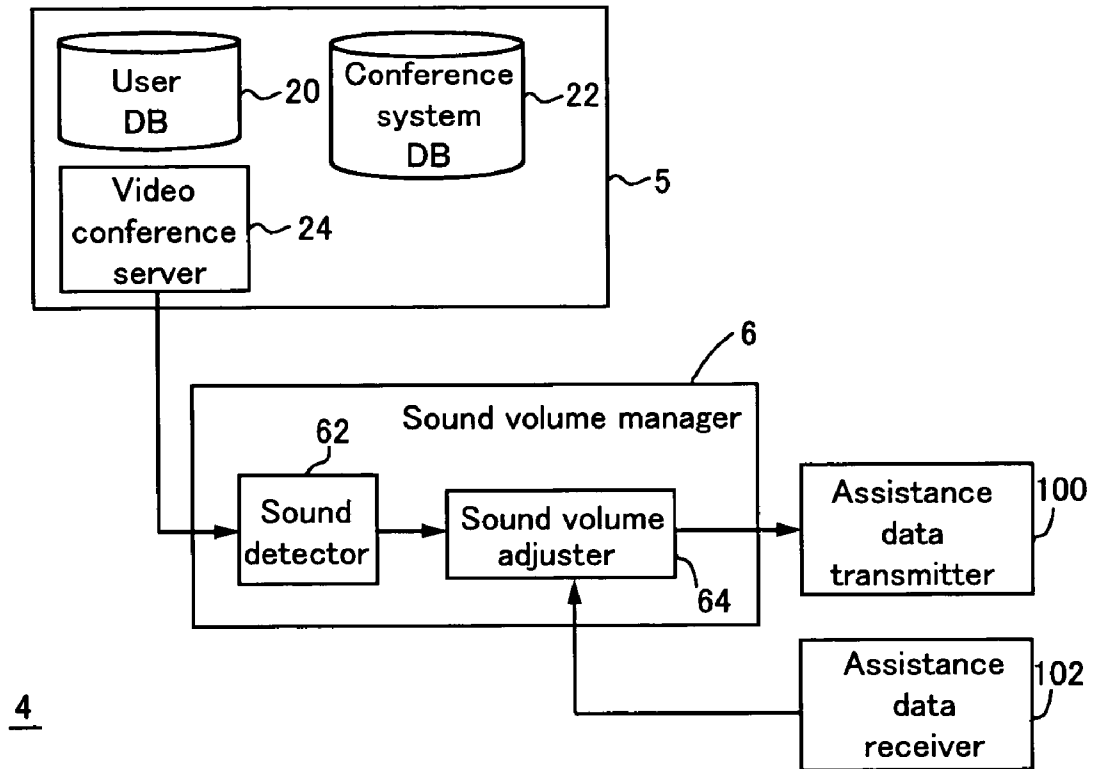 User
DB
20
Conference
system
DB
22
Video
conference
server
24
5
6
Sound volume manager
62
Sound
detector
Sound volume
adjuster
64
Assistance
data
transmitter
100
Assistance
data
receiver
102
4